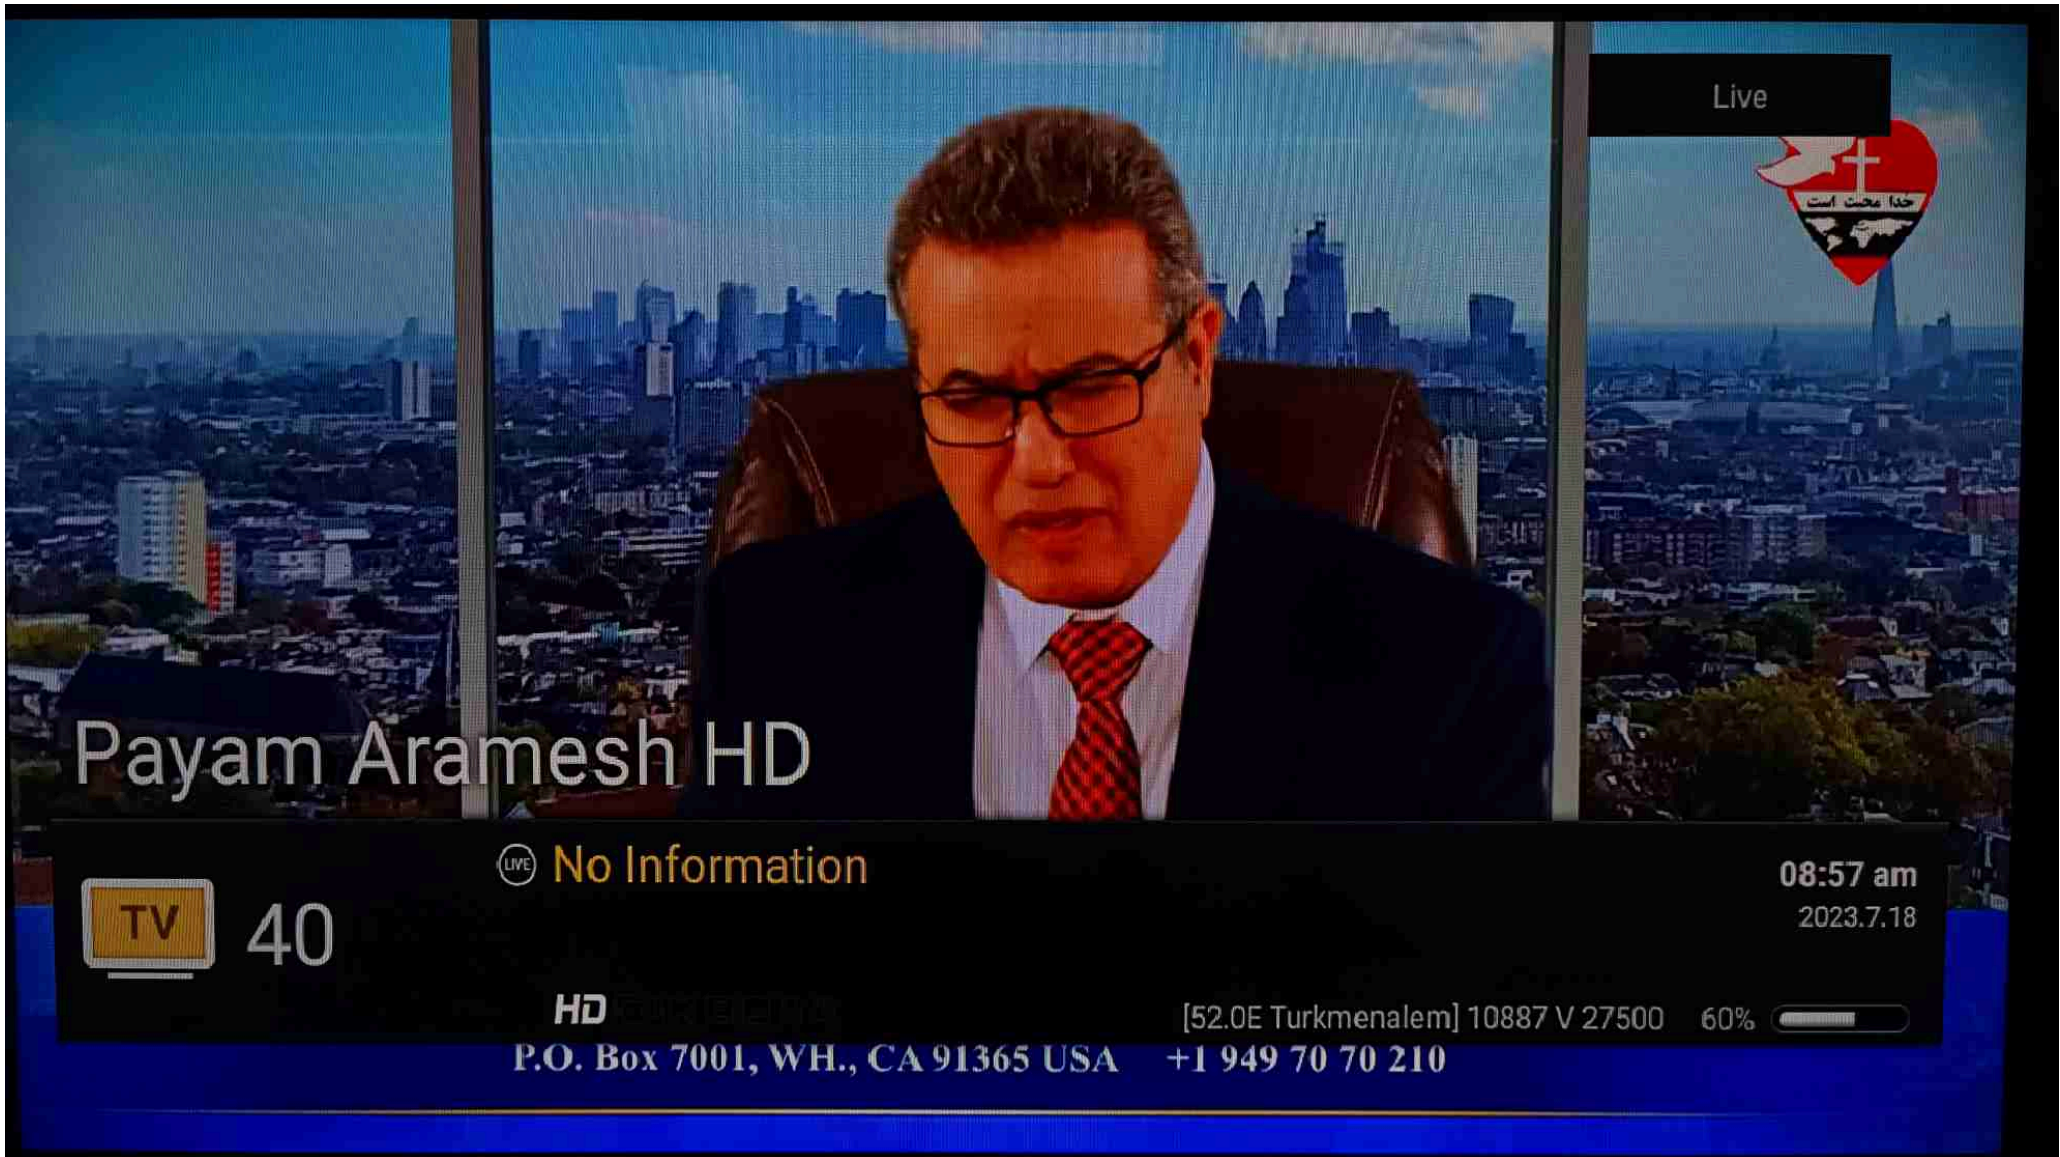 Live
خدا محبت است
Payam Aramesh HD
LIVE No Information
08:57 am
TV 40
2023.7.18
HD
[52.0E Turkmenalem] 10887 V 27500 60%
P.O. Box 7001, WH., CA 91365 USA +1 949 70 70 210